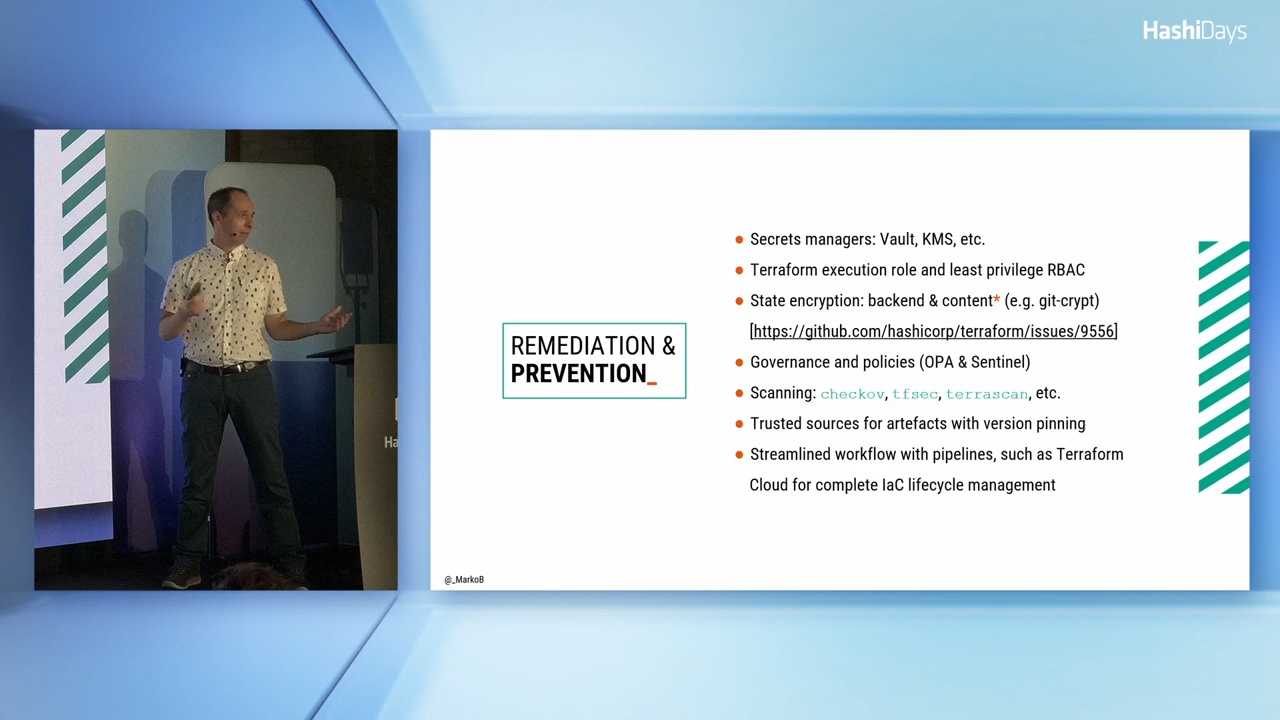 HashiDays
REMEDIATION &
PREVENTION_
● Secrets managers: Vault, KMS, etc.
● Terraform execution role and least privilege RBAC
● State encryption: backend & content* (e.g. git-crypt)
[https://github.com/hashicorp/terraform/issues/9556]
● Governance and policies (OPA & Sentinel)
● Scanning: checkov, tfsec, terrascan, etc.
● Trusted sources for artefacts with version pinning
● Streamlined workflow with pipelines, such as Terraform
Cloud for complete IaC lifecycle management
@_MarkoB
Ha